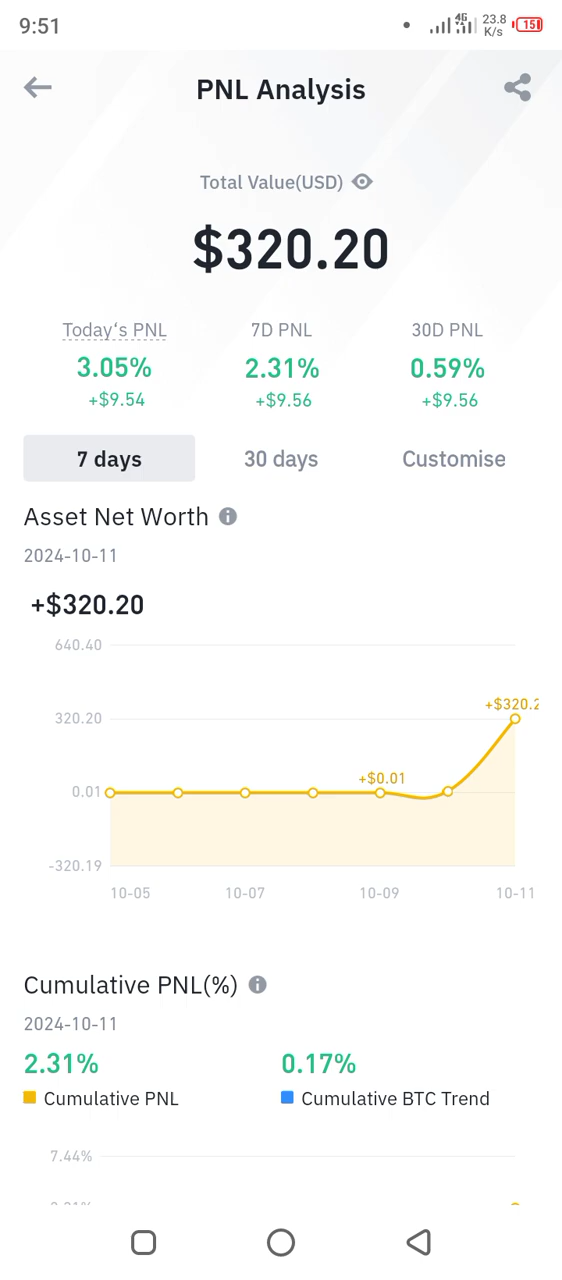 9:51
4G
23.8
K/s
15
PNL Analysis
Total Value(USD)
$320.20
Today‘s PNL
7D PNL
30D PNL
3.05%
2.31%
0.59%
+$9.54
+$9.56
+$9.56
7 days
30 days
Customise
Asset Net Worth
2024-10-11
+$320.20
640.40
+$320.2
320.20
+$0.01
0.01
-320.19
10-05
10-07
10-09
10-11
Cumulative PNL(%)
2024-10-11
2.31%
0.17%
Cumulative PNL
Cumulative BTC Trend
7.44%